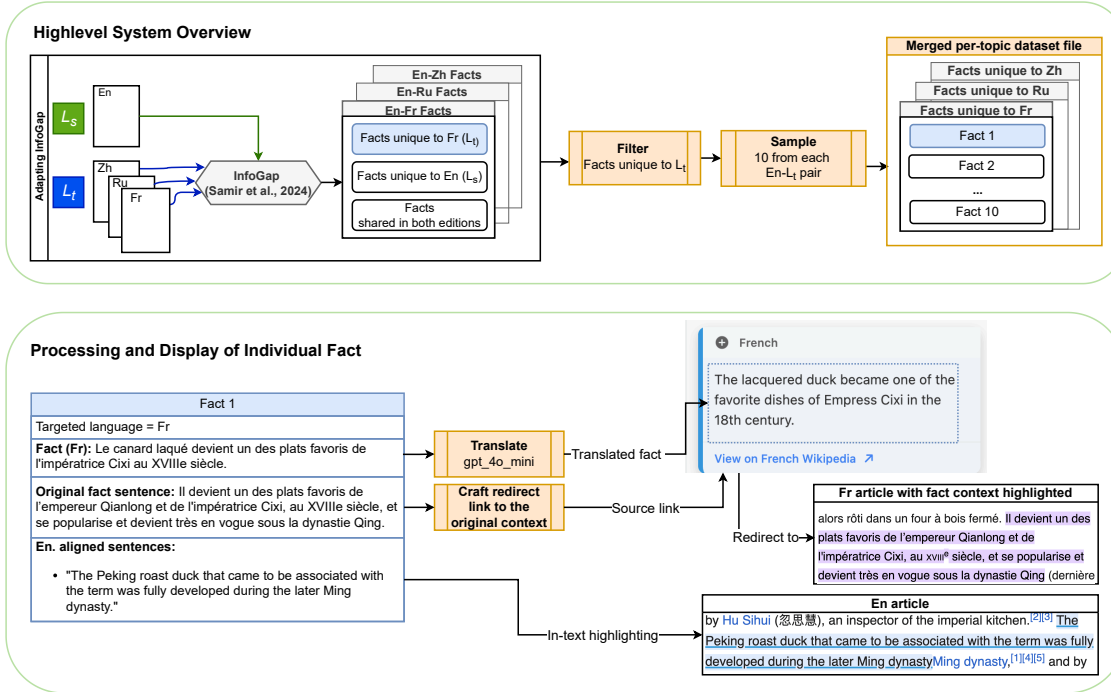 Highlevel System Overview
Adapting InfoGap
Ls
En
Lt
Zh
Ru
Fr
InfoGap
(Samir et al., 2024)
En-Zh Facts
En-Ru Facts
En-Fr Facts
Facts unique to Fr (Lt)
Facts unique to En (Ls)
Facts
shared in both editions
Filter
Facts unique to Lt
Sample
10 from each
En-Lt pair
Merged per-topic dataset file
Facts unique to Zh
Facts unique to Ru
Facts unique to Fr
Fact 1
Fact 2
...
Fact 10
Processing and Display of Individual Fact
Fact 1
Targeted language = Fr
Fact (Fr): Le canard laqué devient un des plats favoris de
l'impératrice Cixi au XVIIIe siècle.
Original fact sentence: Il devient un des plats favoris de
l'empereur Qianlong et de l'impératrice Cixi, au XVIIIe siècle, et
se popularise et devient très en vogue sous la dynastie Qing.
En. aligned sentences:
• "The Peking roast duck that came to be associated with
the term was fully developed during the later Ming
dynasty."
Translate
gpt_4o_mini
Translated fact
Craft redirect
link to the
original context
Source link
French
The lacquered duck became one of the
favorite dishes of Empress Cixi in the
18th century.
View on French Wikipedia ↗
Redirect to
Fr article with fact context highlighted
alors rôti dans un four à bois fermé. Il devient un des
plats favoris de l'empereur Qianlong et de
l'impératrice Cixi, au XVIIIe siècle, et se popularise et
devient très en vogue sous la dynastie Qing (dernière
In-text highlighting
En article
by Hu Sihui (忽思慧), an inspector of the imperial kitchen.[2][3] The
Peking roast duck that came to be associated with the term was fully
developed during the later Ming dynastyMing dynasty,[1][4][5] and by